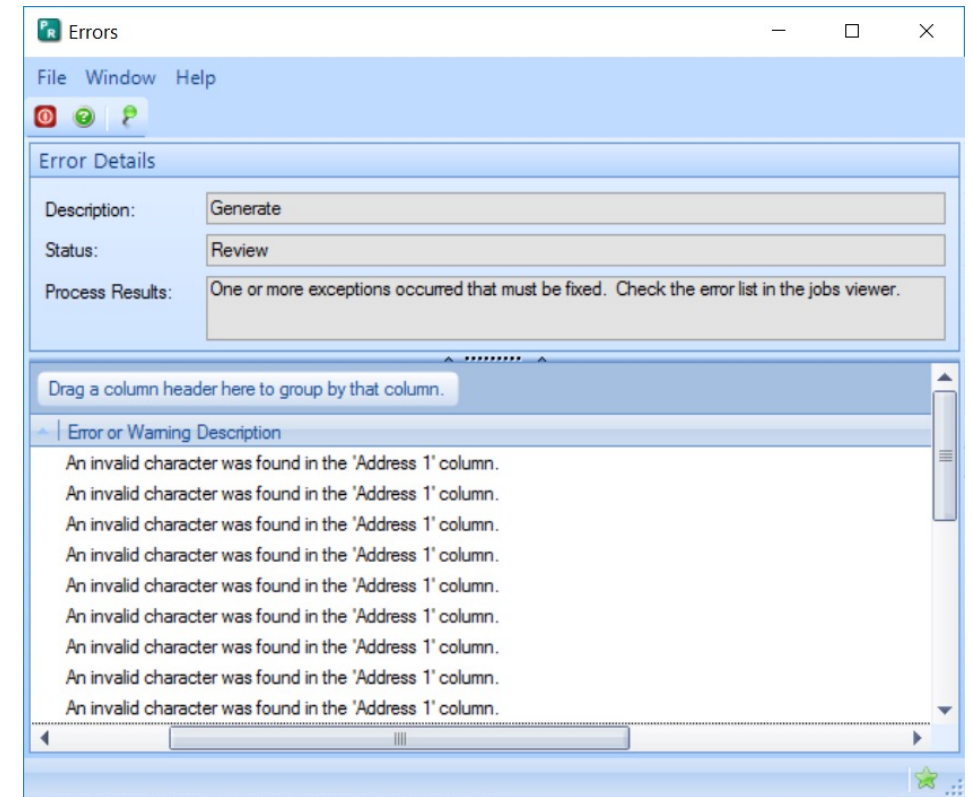 PR Errors
File Window Help
Error Details
Description: Generate
Status: Review
Process Results: One or more exceptions occurred that must be fixed. Check the error list in the jobs viewer.
Drag a column header here to group by that column.
Error or Warning Description
An invalid character was found in the 'Address 1' column.
An invalid character was found in the 'Address 1' column.
An invalid character was found in the 'Address 1' column.
An invalid character was found in the 'Address 1' column.
An invalid character was found in the 'Address 1' column.
An invalid character was found in the 'Address 1' column.
An invalid character was found in the 'Address 1' column.
An invalid character was found in the 'Address 1' column.
An invalid character was found in the 'Address 1' column.